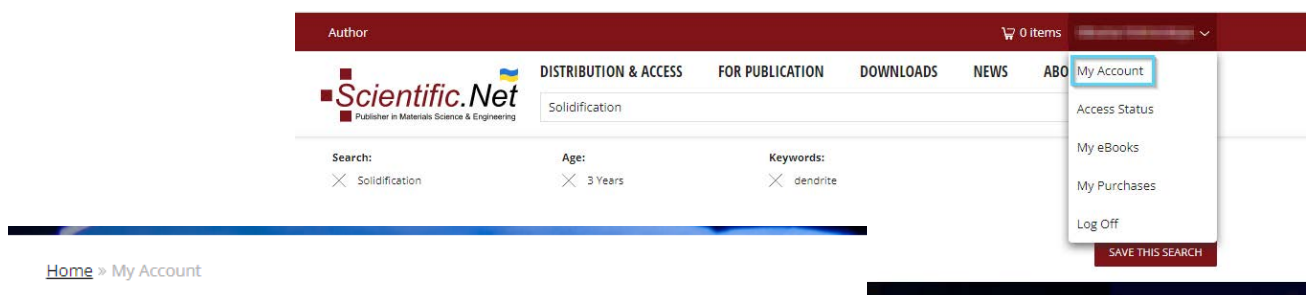 Author
0 items
DISTRIBUTION & ACCESS FOR PUBLICATION DOWNLOADS NEWS ABO
Scientific.Net
Publisher in Materials Science & Engineering
Solidification
My Account
Access Status
My eBooks
My Purchases
Log Off
Search: Age: Keywords:
Solidification 3 Years dendrite
SAVE THIS SEARCH
Home » My Account